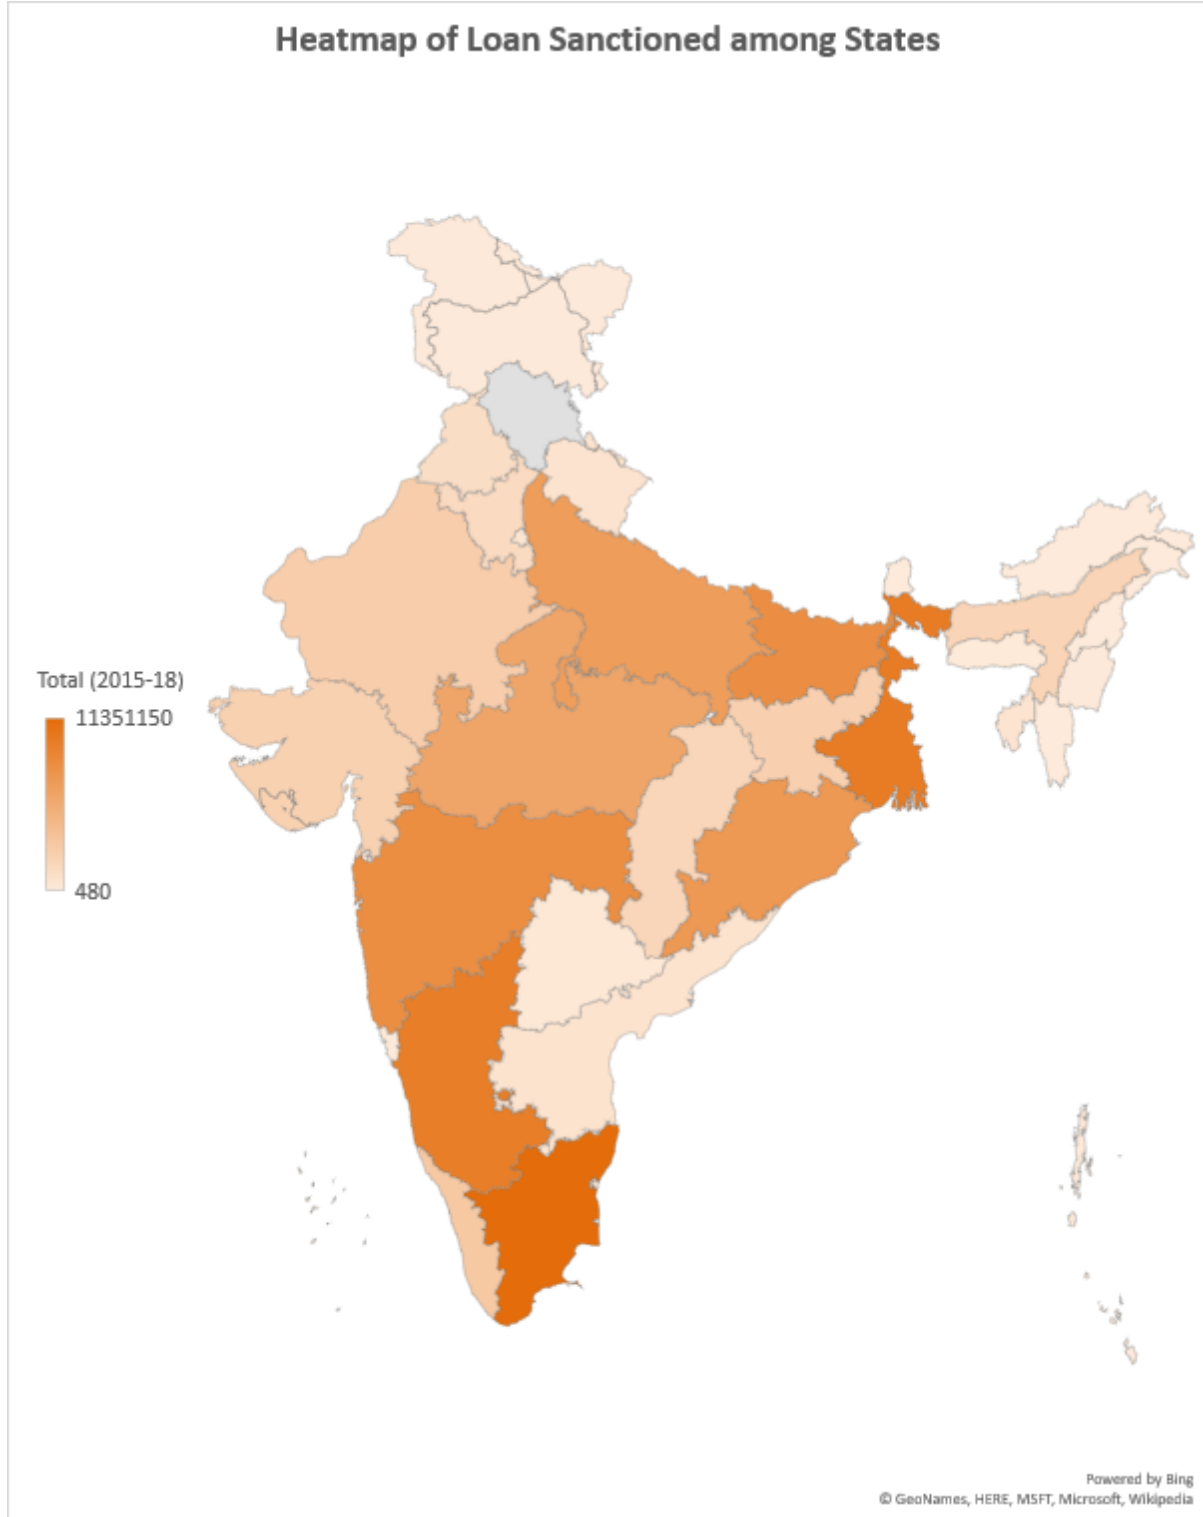 Heatmap of Loan Sanctioned among States
Total (2015-18)
11351150
480
Powered by Bing
© GeoNames, HERE, MSFT, Microsoft, Wikipedia